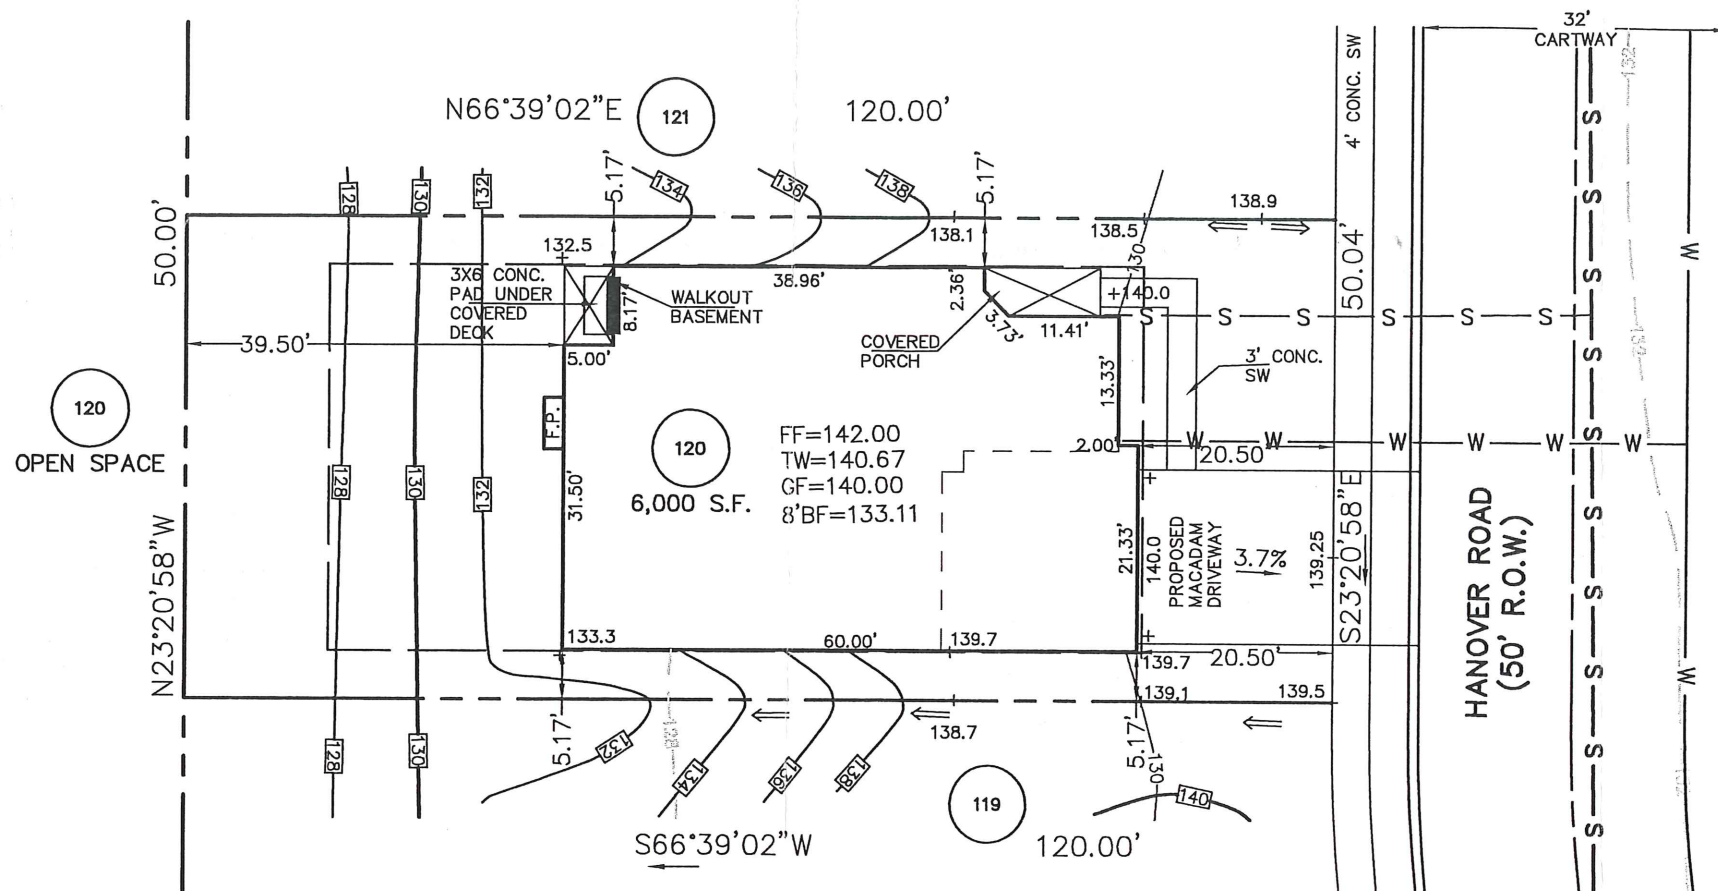 32'
CARTWAY
4' CONC. SW
132
N66°39'02"E
121
120.00'
128
130
132
5.17'
134
136
138
5.17'
138.1
138.5
138.9
50.00'
50.04'
132.5
130
3X6 CONC.
PAD UNDER
COVERED
DECK
8.17'
WALKOUT
BASEMENT
38.96'
2.36'
3.73'
11.41'
+140.0
COVERED
PORCH
S S S S S S
3' CONC.
SW
39.50'
5.00'
13.33'
120
OPEN SPACE
F.P.
120
6,000 S.F.
FF=142.00
TW=140.67
GF=140.00
8'BF=133.11
2.00'
W W W W W W
20.50'
128
130
132
31.50'
21.33'
140.0
PROPOSED
MACADAM
DRIVEWAY
3.7%
139.25
S23°20'58"E
HANOVER ROAD
(50' R.O.W.)
N23°20'58"W
133.3
60.00'
139.7
139.7
20.50'
139.1
139.5
138.7
5.17'
5.17'
128
130
132
128
134
136
138
130
140
119
S66°39'02"W
120.00'
S
S
S
S
S
S
S
S
S
S
W
W